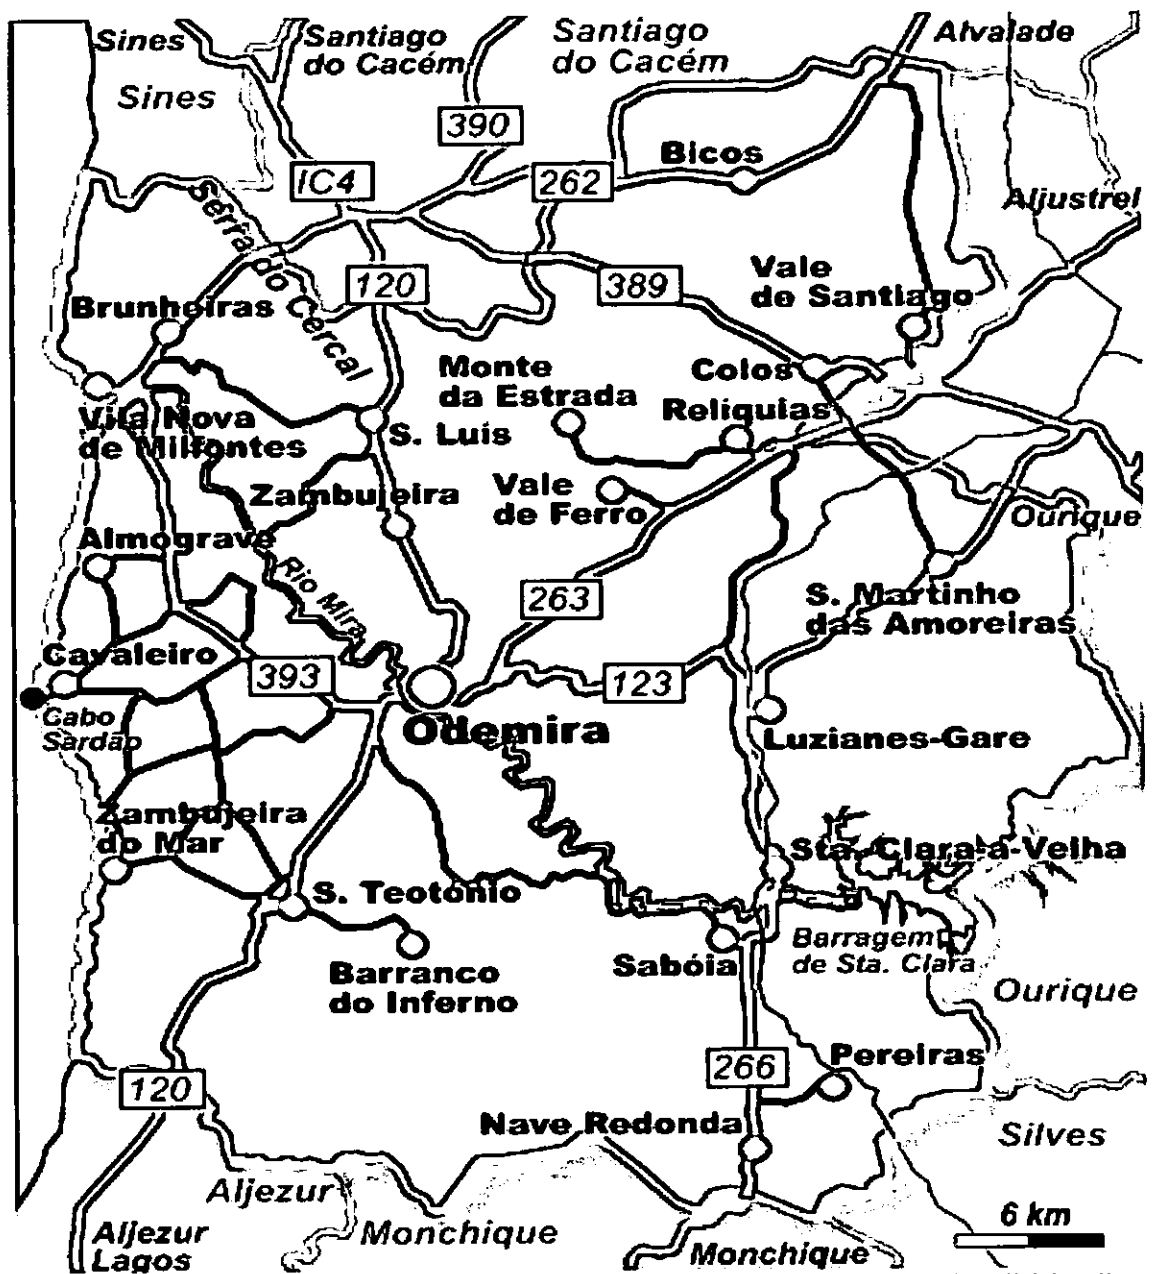 Sines
Santiago
do Cacém
Santiago
do Cacém
Alvalade
Sines
390
Bicos
IC4
262
Aljustrel
Serra do Cercal
120
389
Vale
de Santiago
Brunheiras
Monte
da Estrada
Colos
Relíquias
Vila Nova
de Milfontes
S. Luís
Zambujeira
Vale
de Ferro
Ourique
Almograve
Rio Mira
263
S. Martinho
das Amoreiras
Cavaleiro
393
123
Cabo
Sardão
Odemira
Luzianes-Gare
Zambujeira
do Mar
Sta. Clara-a-Velha
S. Teotónio
Barragem
de Sta. Clara
Sabóia
Barranco
do Inferno
Ourique
Pereiras
266
120
Nave Redonda
Silves
Aljezur
Monchique
6 km
Aljezur
Lagos
Monchique